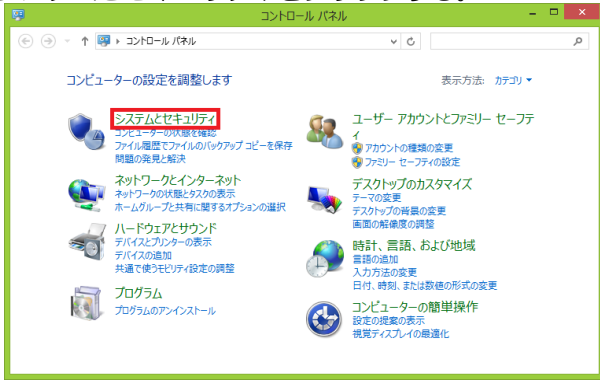 コントロール パネル
コントロール パネル
コンピューターの設定を調整します
表示方法: カテゴリ
システムとセキュリティ
コンピューターの状態を確認
ファイル履歴でファイルのバックアップ コピーを保存
問題の発見と解決
ネットワークとインターネット
ネットワークの状態とタスクの表示
ホームグループと共有に関するオプションの選択
ハードウェアとサウンド
デバイスとプリンターの表示
デバイスの追加
共通で使うモビリティ設定の調整
プログラム
プログラムのアンインストール
ユーザー アカウントとファミリー セーフテ
ィ
アカウントの種類の変更
ファミリー セーフティの設定
デスクトップのカスタマイズ
テーマの変更
デスクトップの背景の変更
画面の解像度の調整
時計、言語、および地域
言語の追加
入力方法の変更
日付、時刻、または数値の形式の変更
コンピューターの簡単操作
設定の提案の表示
視覚ディスプレイの最適化